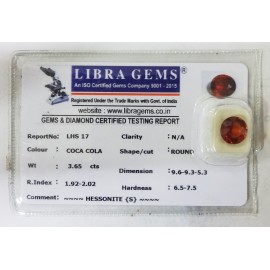 LIBRA GEMS
An ISO Certified Gems Company 9001 - 2015
Registered Under the Trade Marks with Govt. of India
www.libragems.co.in
GEMS & DIAMOND CERTIFIED TESTING REPORT
ReportNo: LHS 17 Clarity : N/A
Colour : COCA COLA Shape/cut : ROUND
Wt : 3.65 cts Dimension : 9.6-9.3-5.3
R.Index : 1.92-2.02 Hardness : 6.5-7.5
Comment : ~~~~ HESSONITE (S) ~~~~